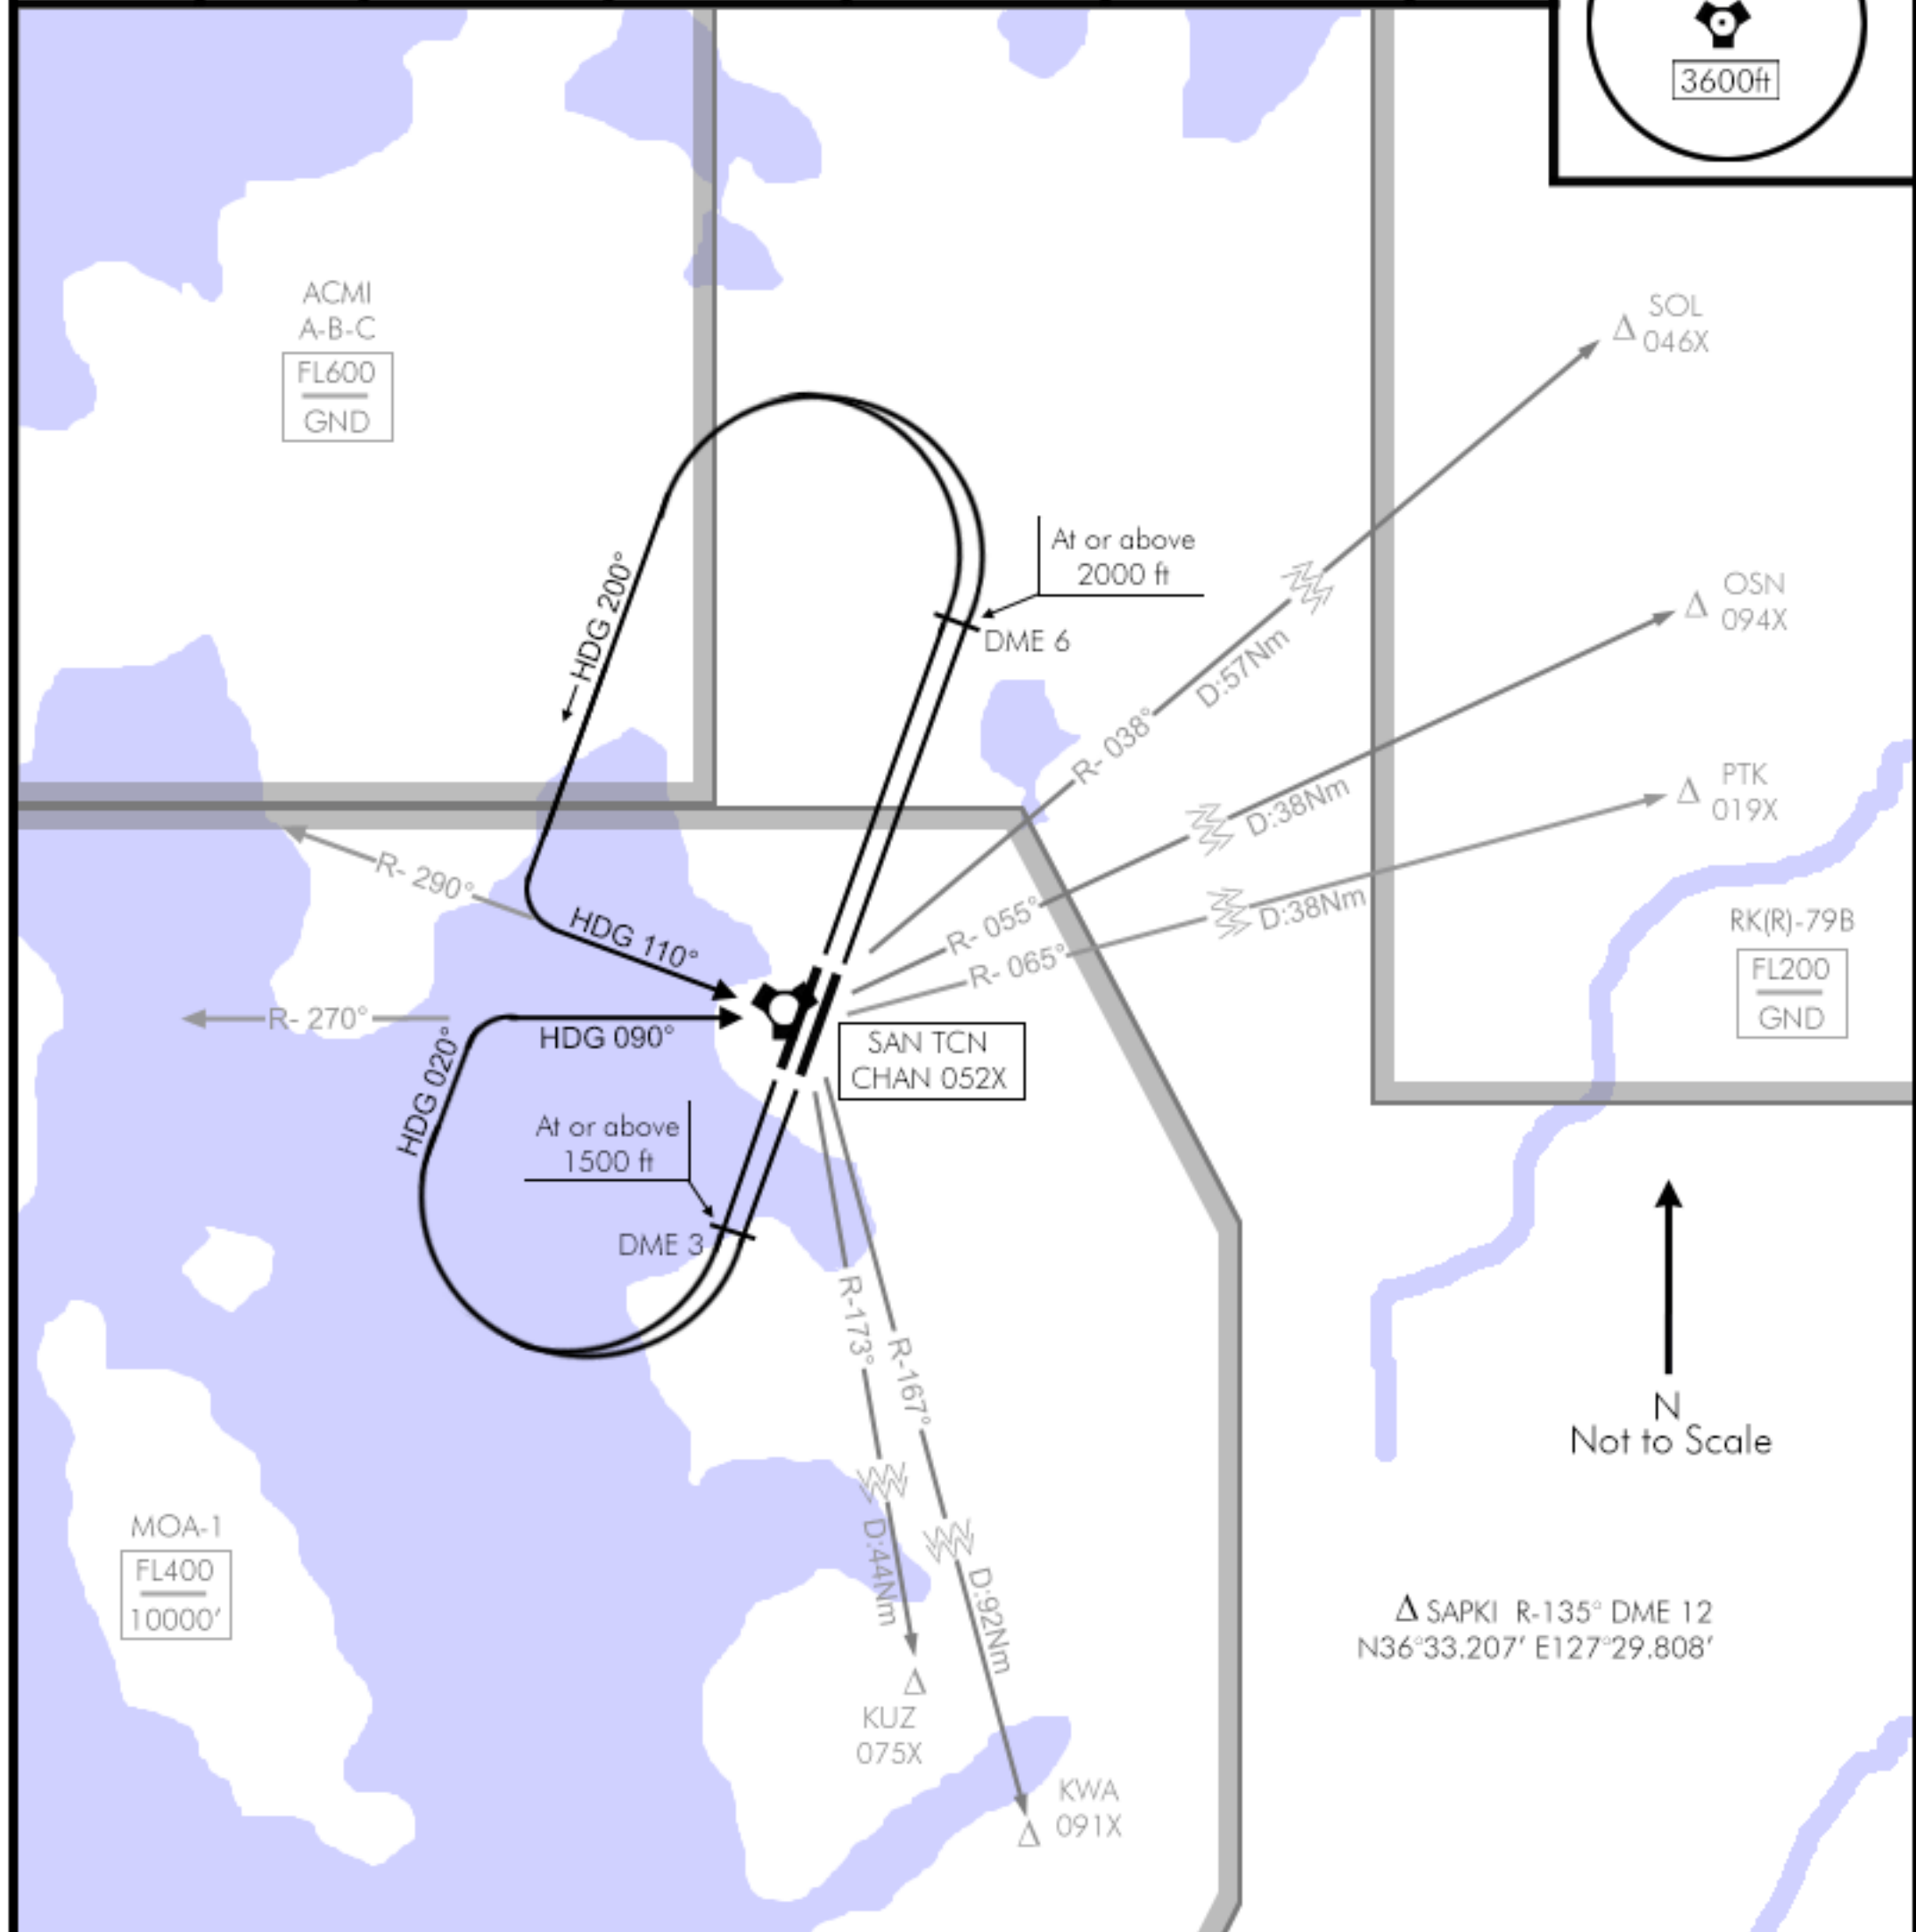 3600ft
ACMI
A-B-C
FL600
GND
SOL
046X
At or above
2000 ft
DME 6
HDG 200°
D:57Nm
R- 038°
OSN
094X
D:38Nm
R- 055°
PTK
019X
D:38Nm
R- 065°
RK(R)-79B
FL200
GND
R- 290°
HDG 110°
R- 270°
HDG 090°
HDG 020°
SAN TCN
CHAN 052X
At or above
1500 ft
DME 3
R-173°
R-167°
D:44Nm
D:92Nm
N
Not to Scale
MOA-1
FL400
10000′
Δ SAPKI R-135° DME 12
N36°33.207′ E127°29.808′
KUZ
075X
KWA
091X